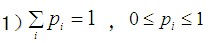 1) ∑_i p_i = 1 , 0 ≤ p_i ≤ 1